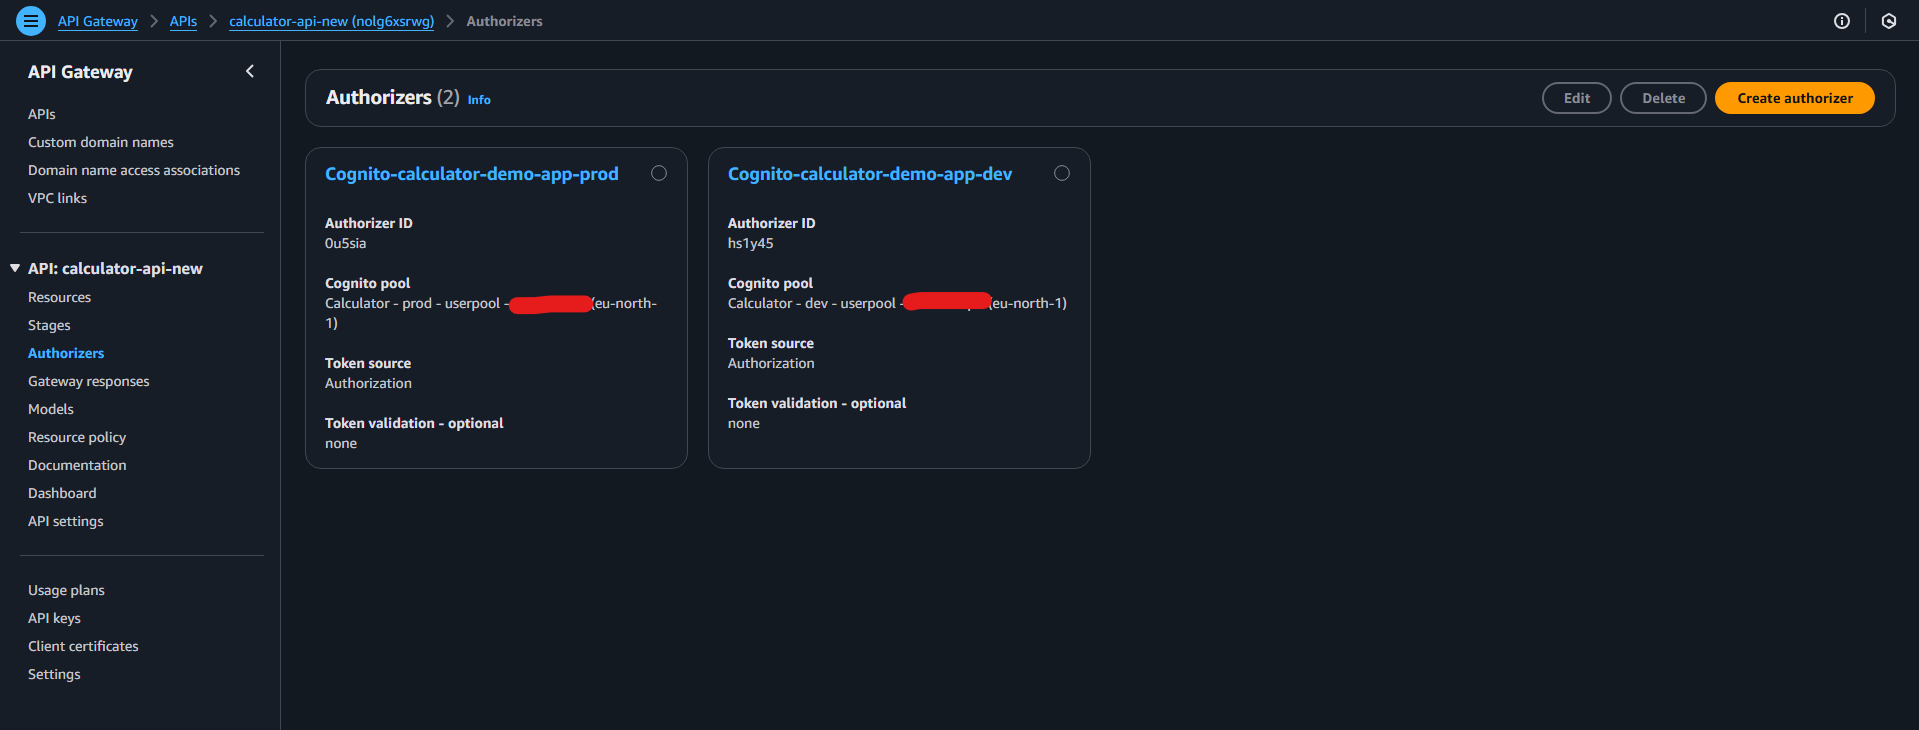 API Gateway > APIs > calculator-api-new (nolg6xsrwg) > Authorizers
API Gateway
APIs
Custom domain names
Domain name access associations
VPC links
API: calculator-api-new
Resources
Stages
Authorizers
Gateway responses
Models
Resource policy
Documentation
Dashboard
API settings
Usage plans
API keys
Client certificates
Settings
Authorizers (2) Info
Edit
Delete
Create authorizer
Cognito-calculator-demo-app-prod
Authorizer ID
0u5sia
Cognito pool
Calculator - prod - userpool - (eu-north-
1)
Token source
Authorization
Token validation - optional
none
Cognito-calculator-demo-app-dev
Authorizer ID
hs1y45
Cognito pool
Calculator - dev - userpool - (eu-north-1)
Token source
Authorization
Token validation - optional
none